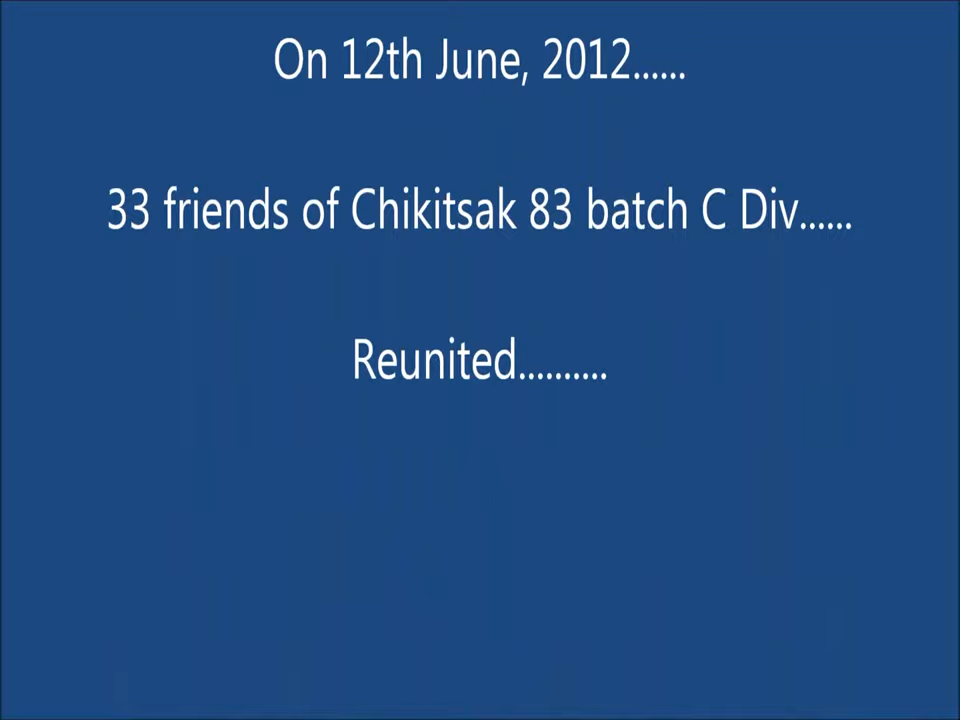 On 12th June, 2012......
33 friends of Chikitsak 83 batch C Div......
Reunited..........